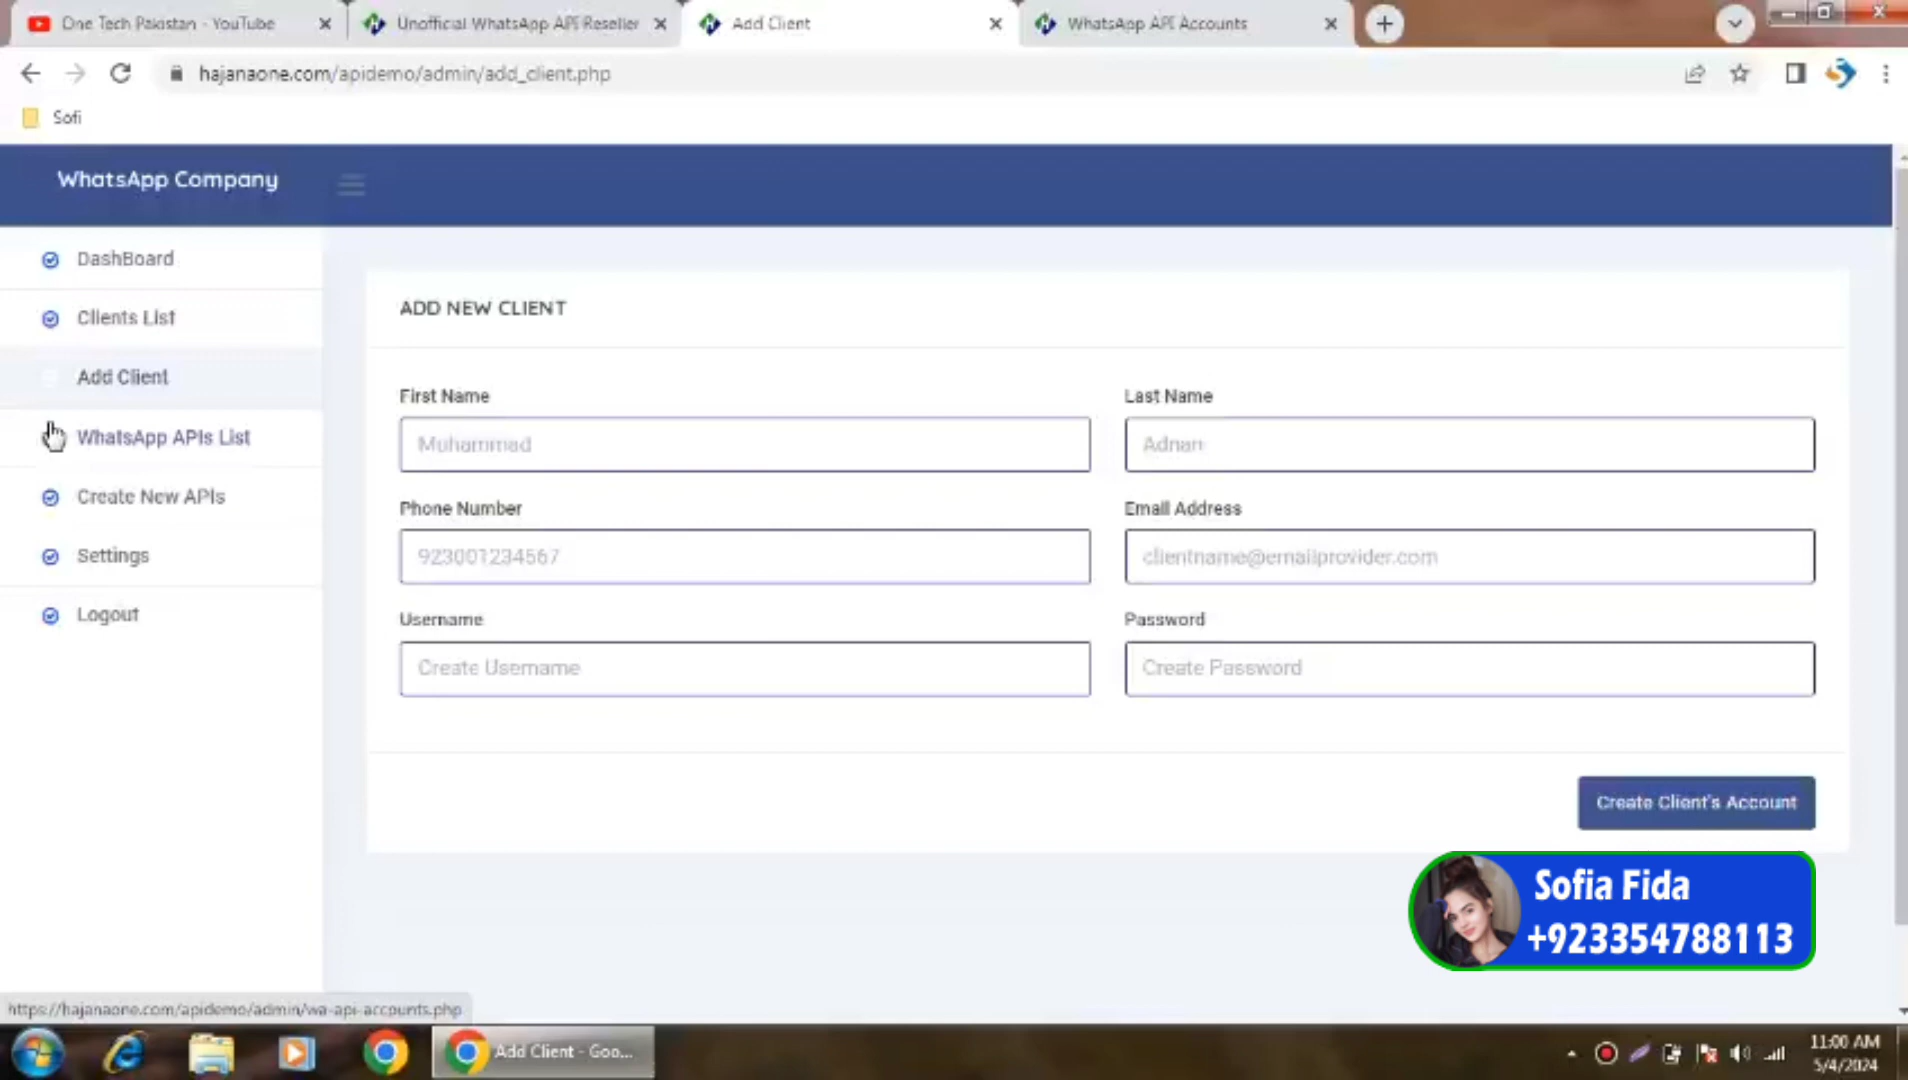 One Tech Pakistan - YouTube
Unofficial WhatsApp API Reseller
Add Client
WhatsApp API Accounts
hajanaone.com/apidemo/admin/add_client.php
Sofi
WhatsApp Company
DashBoard
Clients List
Add Client
WhatsApp APIs List
Create New APIs
Settings
Logout
ADD NEW CLIENT
First Name
Last Name
Muhammad
Adnan
Phone Number
Email Address
923001234567
clientname@emailprovider.com
Username
Password
Create Username
Create Password
Create Client's Account
Sofia Fida
+923354788113
https://hajanaone.com/apidemo/admin/wa-api-accounts.php
Add Client - Goo...
11:00 AM
5/4/2024